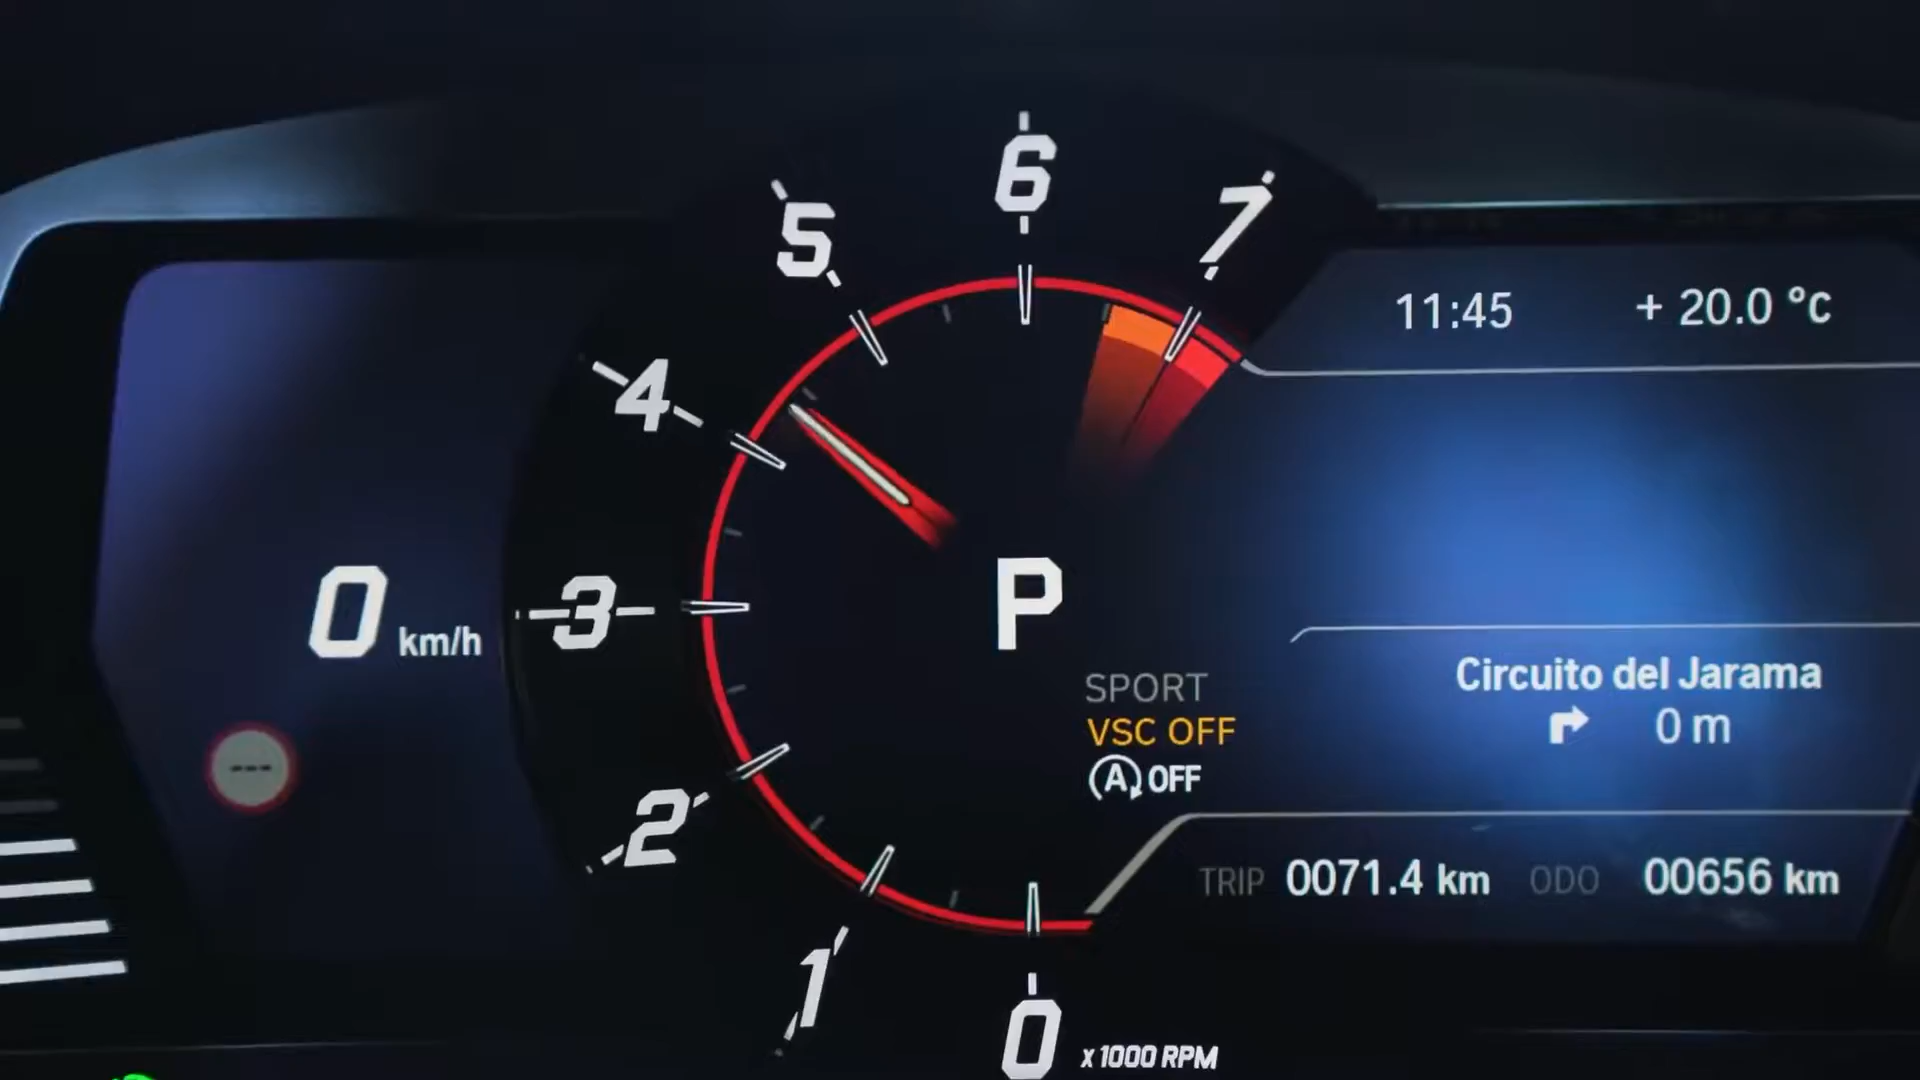 6
7
5
11:45
+ 20.0 °C
4
0 km/h
3
P
SPORT
VSC OFF
A OFF
Circuito del Jarama
0 m
---
2
TRIP 0071.4 km ODO 00656 km
1
0
x 1000 RPM